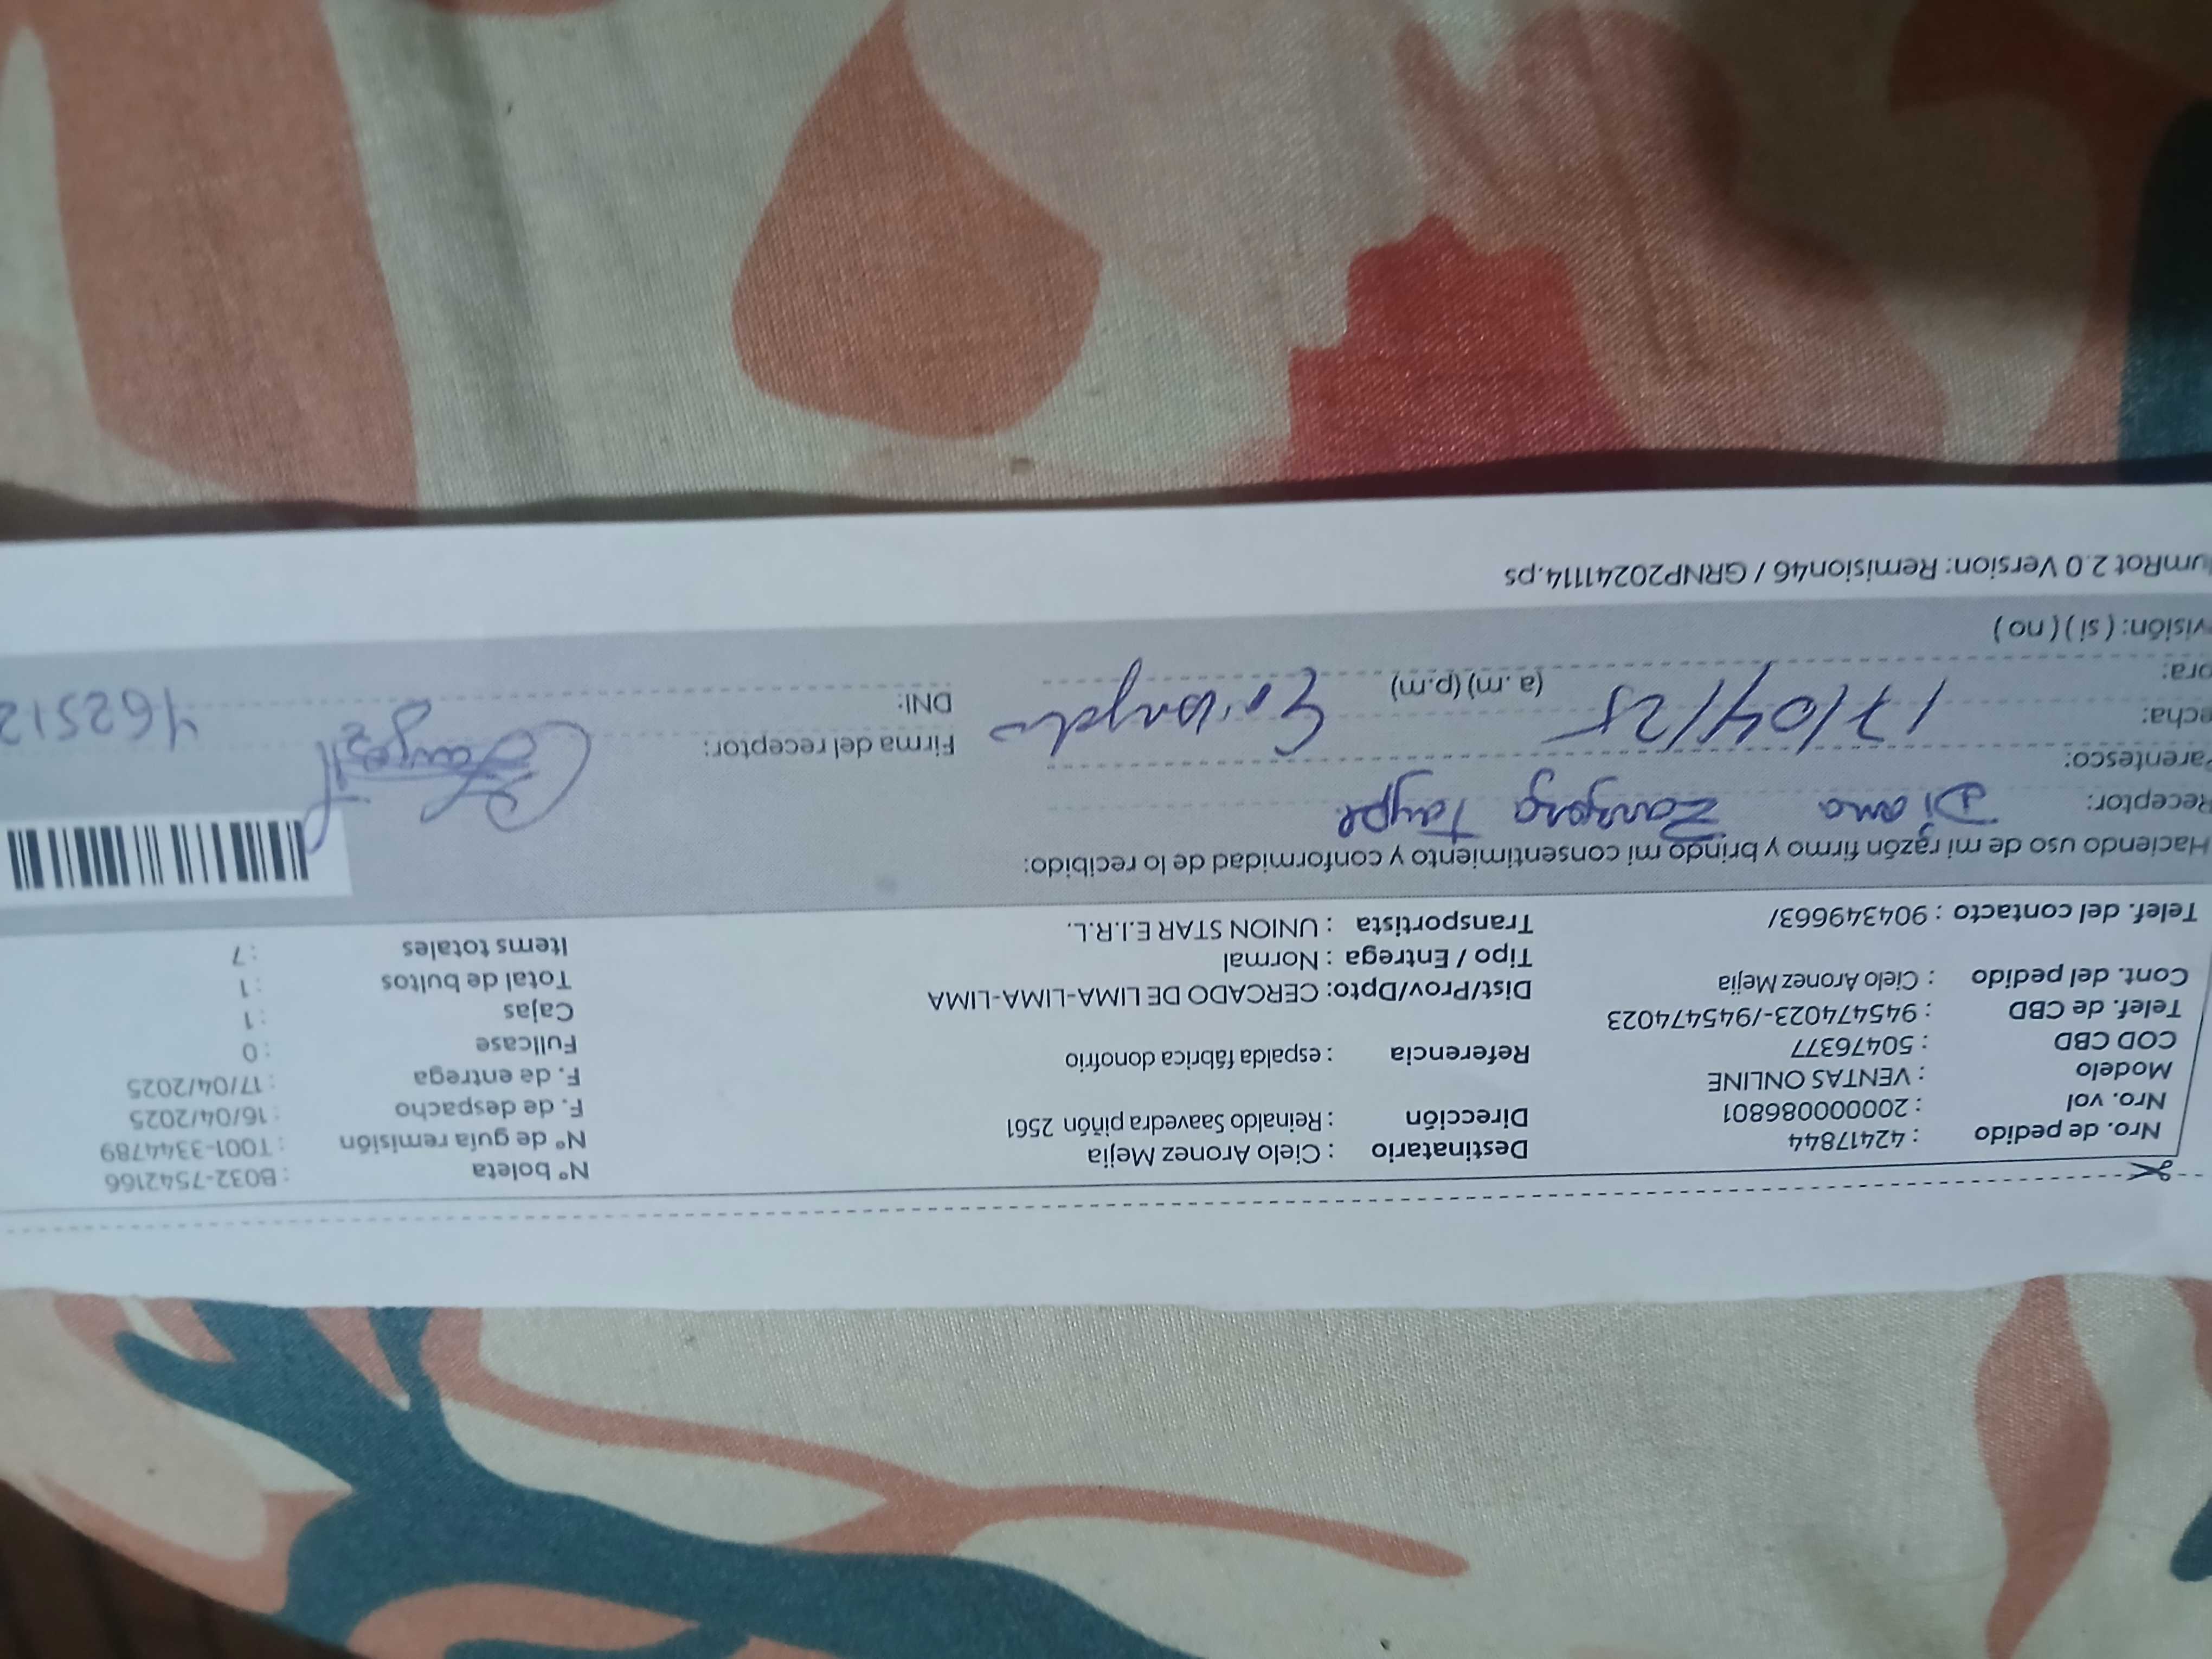 Nro. de pedido : 42417844
Nro. vol : 2000000086801
Modelo : VENTAS ONLINE
COD CBD : 50476377
Telef. de CBD : 945474023-/945474023
Cont. del pedido : Cielo Aronez Mejia
Telef. del contacto : 904349663/
Destinatario : Cielo Aronez Mejia
Dirección : Reinaldo Saavedra piñón 2561
Referencia : espalda fábrica donofrio
Dist/Prov/Dpto: CERCADO DE LIMA-LIMA-LIMA
Tipo / Entrega : Normal
Transportista : UNION STAR E.I.R.L.
N° boleta : B032-7542166
N° de guía remisión : T001-3344789
F. de despacho : 16/04/2025
F. de entrega : 17/04/2025
Fullcase : 0
Cajas : 1
Total de bultos : 1
Items totales : 7
Haciendo uso de mi razón firmo y brindo mi consentimiento y conformidad de lo recibido:
Receptor: Diana Zamora Taype
Parentesco:
echa: 17/04/25
ora: (a.m) (p.m)
visión: ( si ) ( no )
Firma del receptor:
DNI: 462512
umRot 2.0 Version: Remision46 / GRNP20241114.ps